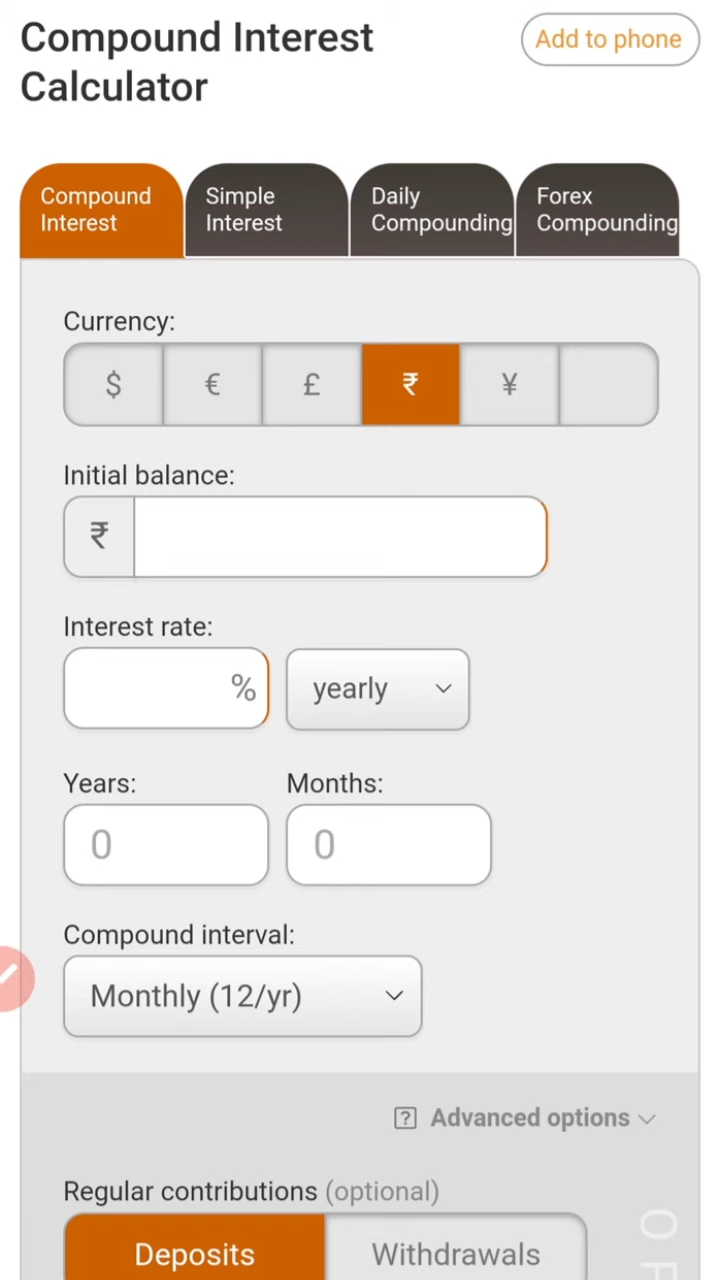 Compound Interest
Calculator
Add to phone
Compound
Interest
Simple
Interest
Daily
Compounding
Forex
Compounding
Currency:
$ € £ ₹ ¥
Initial balance:
₹
Interest rate:
% yearly
Years: Months:
0 0
Compound interval:
Monthly (12/yr)
? Advanced options
Regular contributions (optional)
Deposits Withdrawals